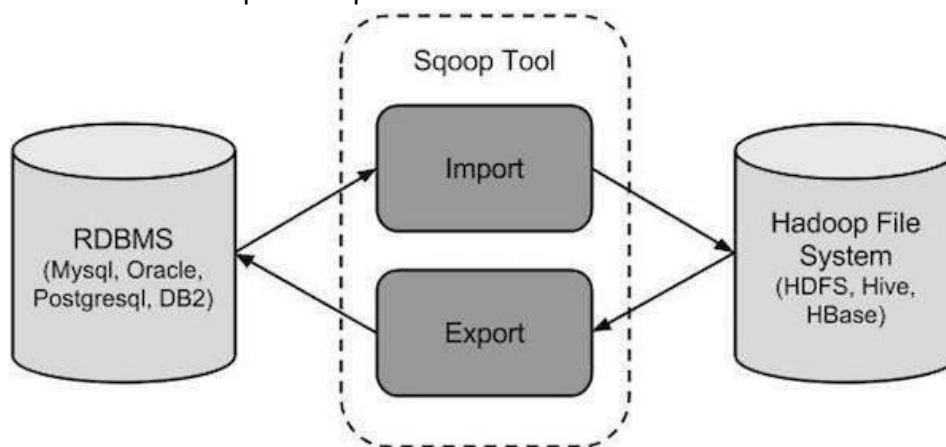 Sqoop Tool
Import
RDBMS
(Mysql, Oracle,
Postgresql, DB2)
Hadoop File
System
(HDFS, Hive,
HBase)
Export